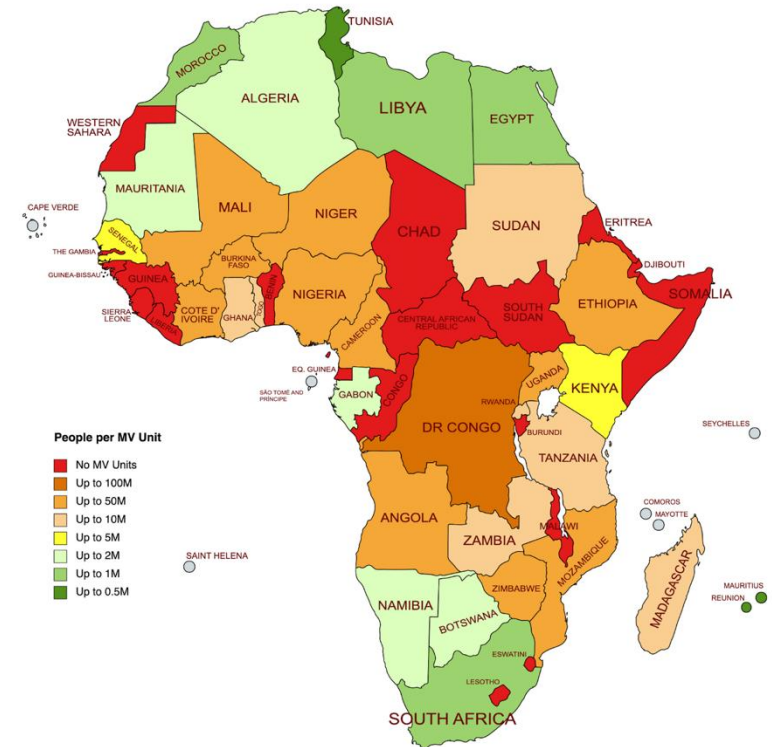 TUNISIA
MOROCCO
ALGERIA
LIBYA
EGYPT
WESTERN
SAHARA
MAURITANIA
MALI
NIGER
CHAD
SUDAN
ERITREA
CAPE VERDE
SENEGAL
THE GAMBIA
GUINEA-BISSAU
GUINEA
SIERRA
LEONE
LIBERIA
COTE D'
IVOIRE
BURKINA
FASO
GHANA
TOGO
BENIN
NIGERIA
CAMEROON
CENTRAL AFRICAN
REPUBLIC
SOUTH
SUDAN
ETHIOPIA
DJIBOUTI
SOMALIA
EQ. GUINEA
SÃO TOMÉ AND
PRÍNCIPE
GABON
CONGO
DR CONGO
UGANDA
KENYA
RWANDA
BURUNDI
TANZANIA
SEYCHELLES
COMOROS
MAYOTTE
ANGOLA
ZAMBIA
MALAWI
MOZAMBIQUE
MADAGASCAR
MAURITIUS
REUNION
SAINT HELENA
NAMIBIA
BOTSWANA
ZIMBABWE
ESWATINI
LESOTHO
SOUTH AFRICA
People per MV Unit
No MV Units
Up to 100M
Up to 50M
Up to 10M
Up to 5M
Up to 2M
Up to 1M
Up to 0.5M